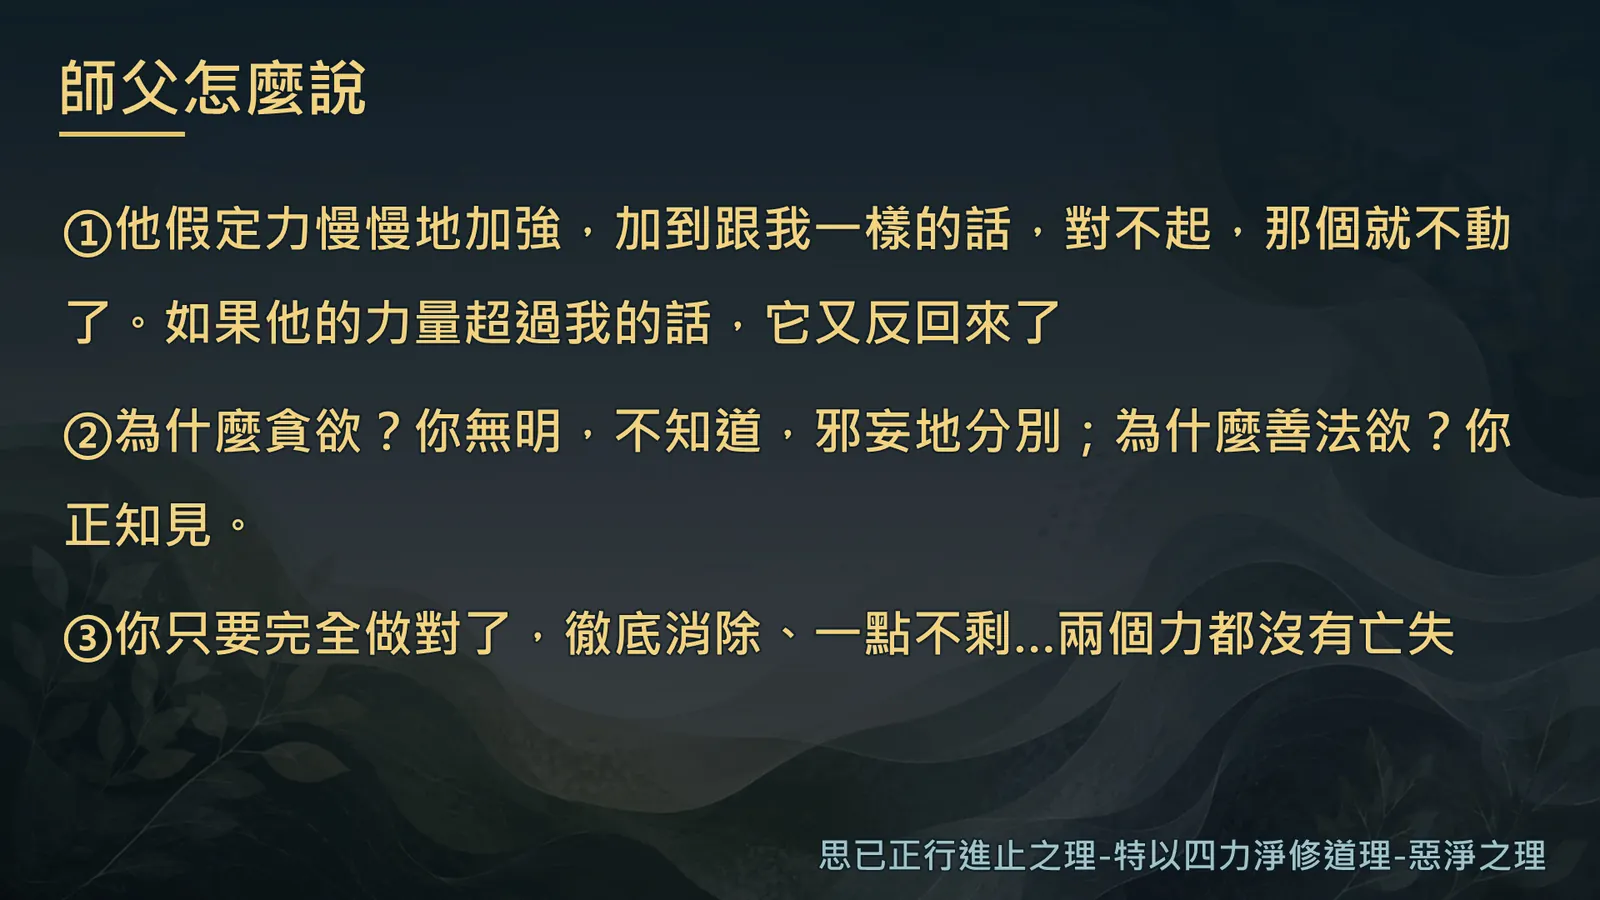 師父怎麼說
①他假定力慢慢地加強，加到跟我一樣的話，對不起，那個就不動
了。如果他的力量超過我的話，它又反回來了
②為什麼貪欲？你無明，不知道，邪妄地分別；為什麼善法欲？你
正知見。
③你只要完全做對了，徹底消除、一點不剩...兩個力都沒有亡失
思已正行進止之理-特以四力淨修道理-惡淨之理